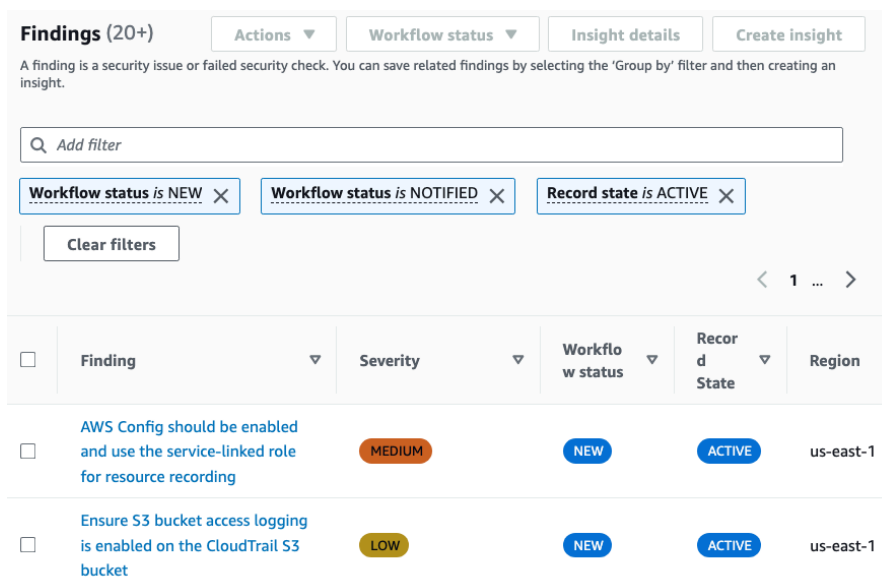 Findings (20+) Actions Workflow status Insight details Create insight
A finding is a security issue or failed security check. You can save related findings by selecting the ‘Group by’ filter and then creating an
insight.
Add filter
Workflow status is NEW Workflow status is NOTIFIED Record state is ACTIVE
Clear filters
1 ...
Finding Severity Workflo
w status Recor
d
State Region
AWS Config should be enabled
and use the service-linked role
for resource recording
MEDIUM NEW ACTIVE us-east-1
Ensure S3 bucket access logging
is enabled on the CloudTrail S3
bucket
LOW NEW ACTIVE us-east-1